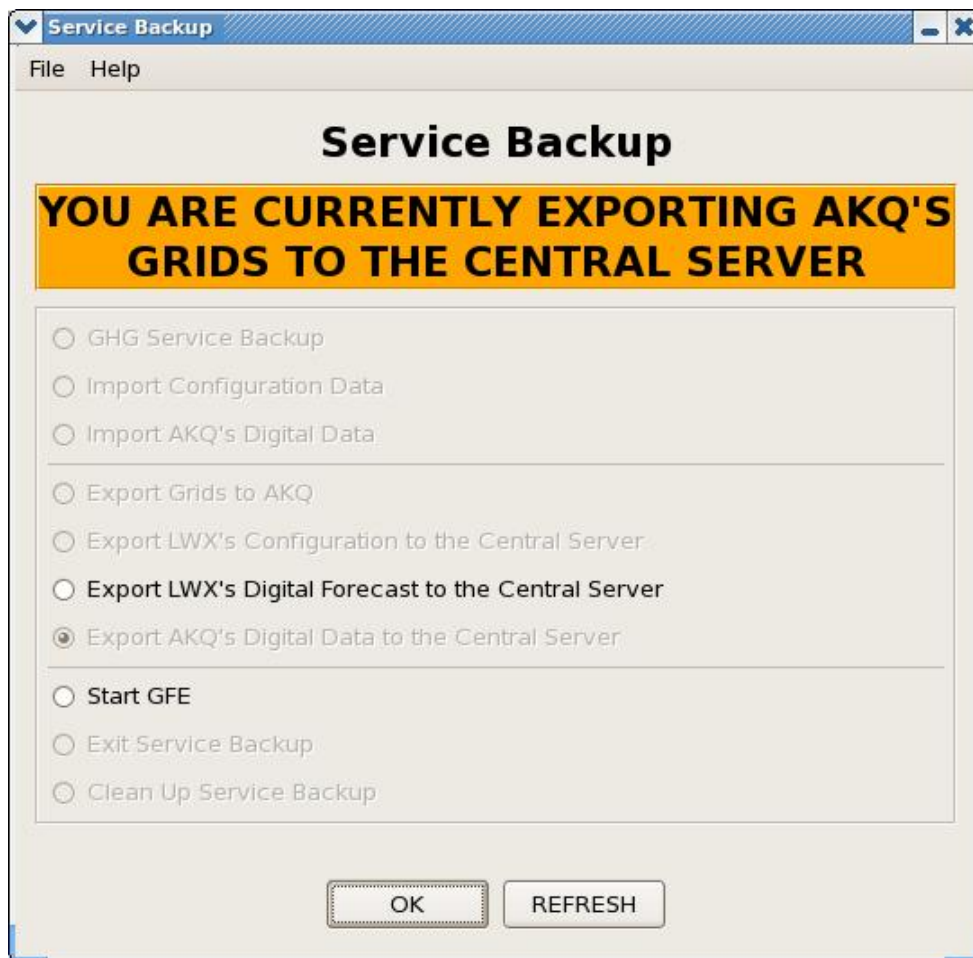 Service Backup
File Help
Service Backup
YOU ARE CURRENTLY EXPORTING AKQ'S
GRIDS TO THE CENTRAL SERVER
GHG Service Backup
Import Configuration Data
Import AKQ's Digital Data
Export Grids to AKQ
Export LWX's Configuration to the Central Server
Export LWX's Digital Forecast to the Central Server
Export AKQ's Digital Data to the Central Server
Start GFE
Exit Service Backup
Clean Up Service Backup
OK REFRESH